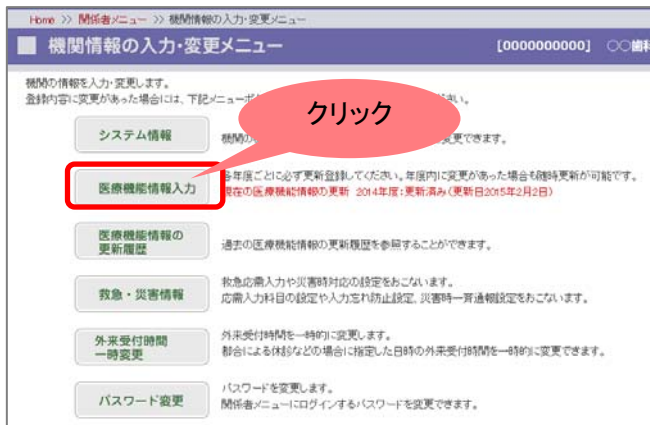 Home >> 関係者メニュー >> 機関情報の入力・変更メニュー
機関情報の入力・変更メニュー [0000000000] ○○歯科
機関の情報を入力・変更します。
登録内容に変更があった場合には、下記メニューボ
さい。
クリック
システム情報
機関の
変更できます。
医療機能情報入力
各年度ごとに必ず更新登録してください。年度内に変更があった場合も随時更新が可能です。
現在の医療機能情報の更新 2014年度:更新済み(更新日2015年2月2日)
医療機能情報の
更新履歴
過去の医療機能情報の更新履歴を参照することができます。
救急・災害情報
救急応需入力や災害時対応の設定をおこないます。
応需入力科目の設定や入力忘れ防止設定、災害時一斉通報設定をおこないます。
外来受付時間
一時変更
外来受付時間を一時的に変更します。
都合による休診などの場合に指定した日時の外来受付時間を一時的に変更できます。
パスワード変更
パスワードを変更します。
関係者メニューにログインするパスワードを変更できます。